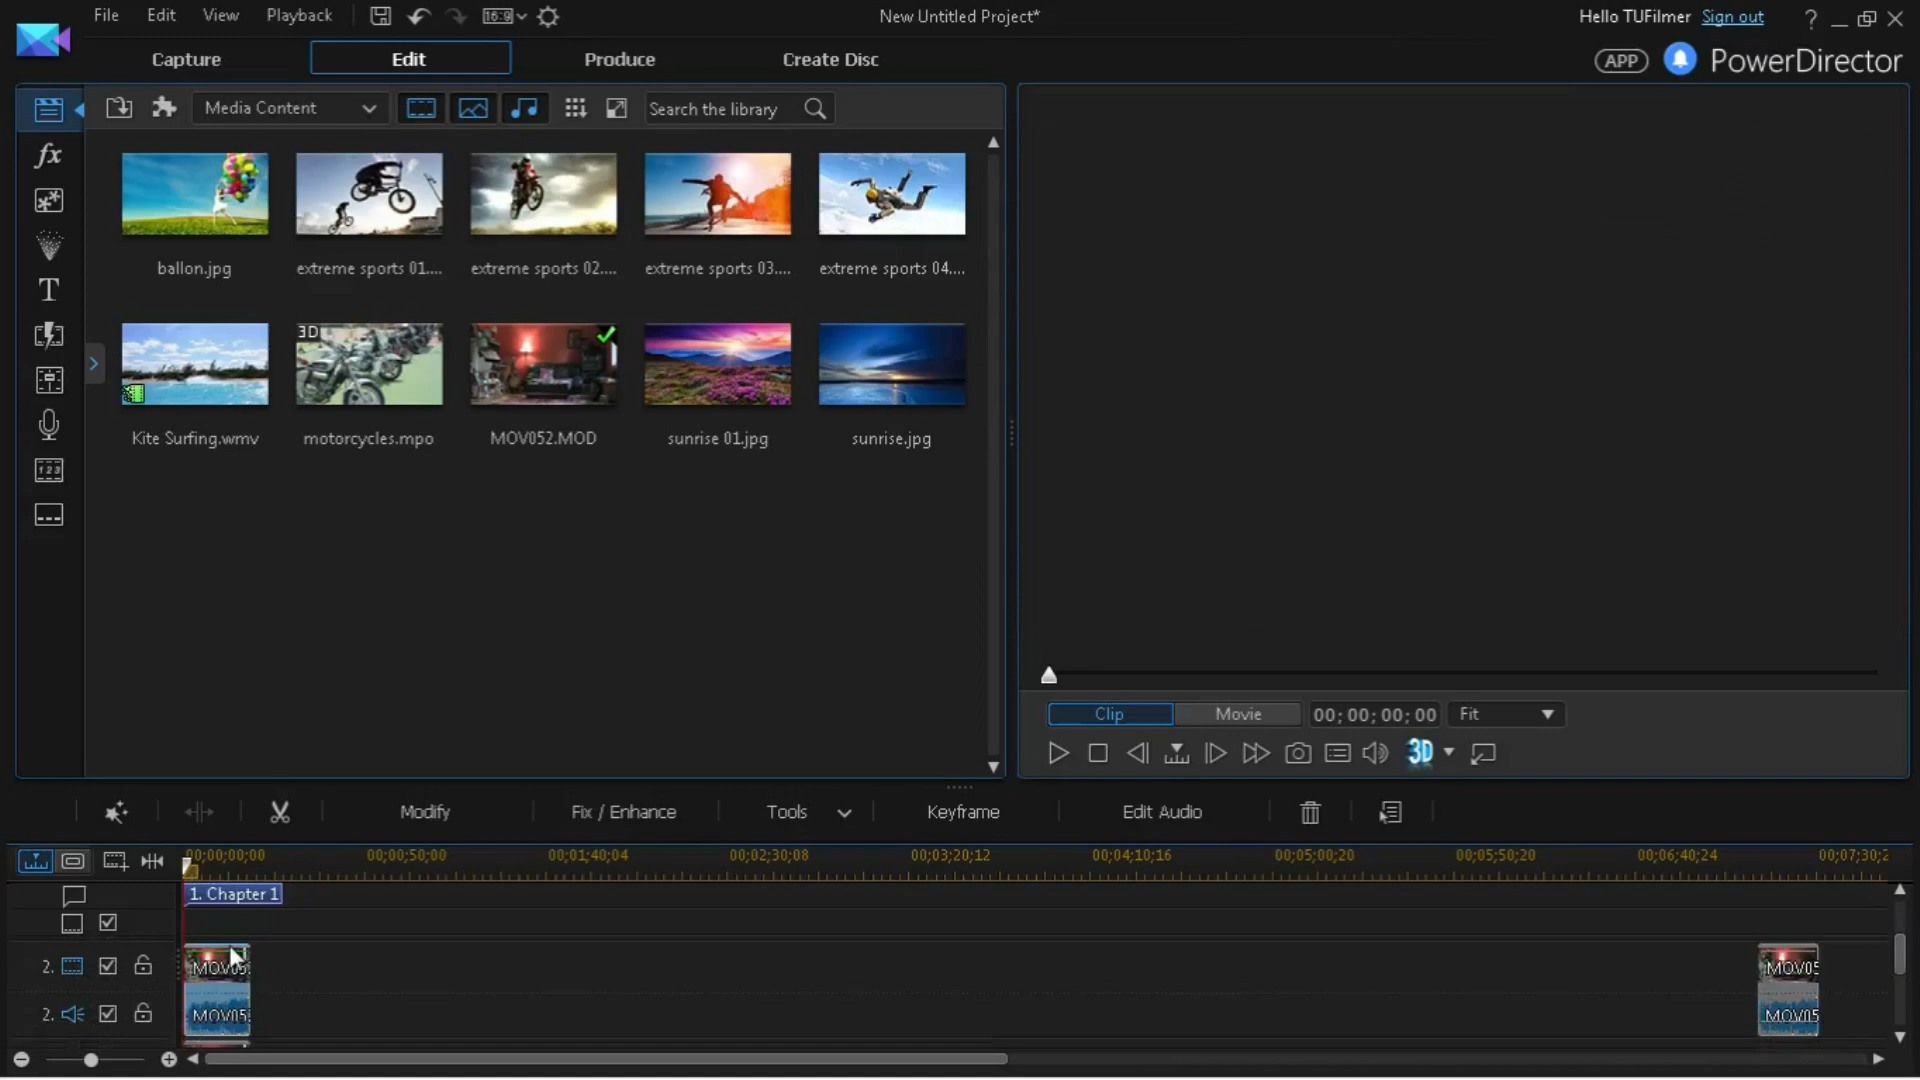 File Edit View Playback 16:9 New Untitled Project* Hello TUFilmer Sign out ?
Capture Edit Produce Create Disc APP PowerDirector
Media Content Search the library
fx
ballon.jpg extreme sports 01.... extreme sports 02.... extreme sports 03.... extreme sports 04....
T
3D
Kite Surfing.wmv motorcycles.mpo MOV052.MOD sunrise 01.jpg sunrise.jpg
1 2 3
Clip Movie 00; 00; 00; 00 Fit
3D
Modify Fix / Enhance Tools Keyframe Edit Audio
00;00;00;00 00;00;50;00 00;01;40;04 00;02;30;08 00;03;20;12 00;04;10;16 00;05;00;20 00;05;50;20 00;06;40;24 00;07;30;2
1. Chapter 1
2. MOV05 MOV05
2. MOV05 MOV05